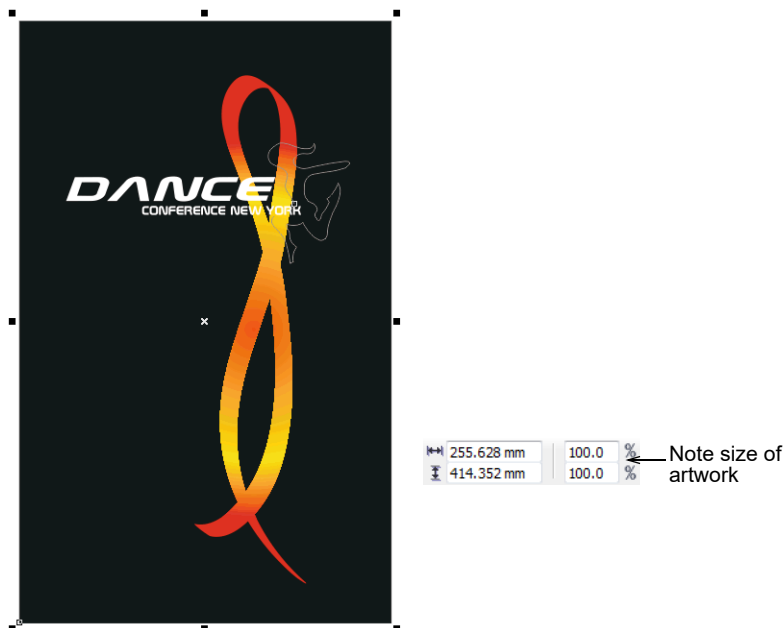 DANCE
CONFERENCE NEW YORK
255.628 mm 100.0 %
414.352 mm 100.0 %
Note size of
artwork